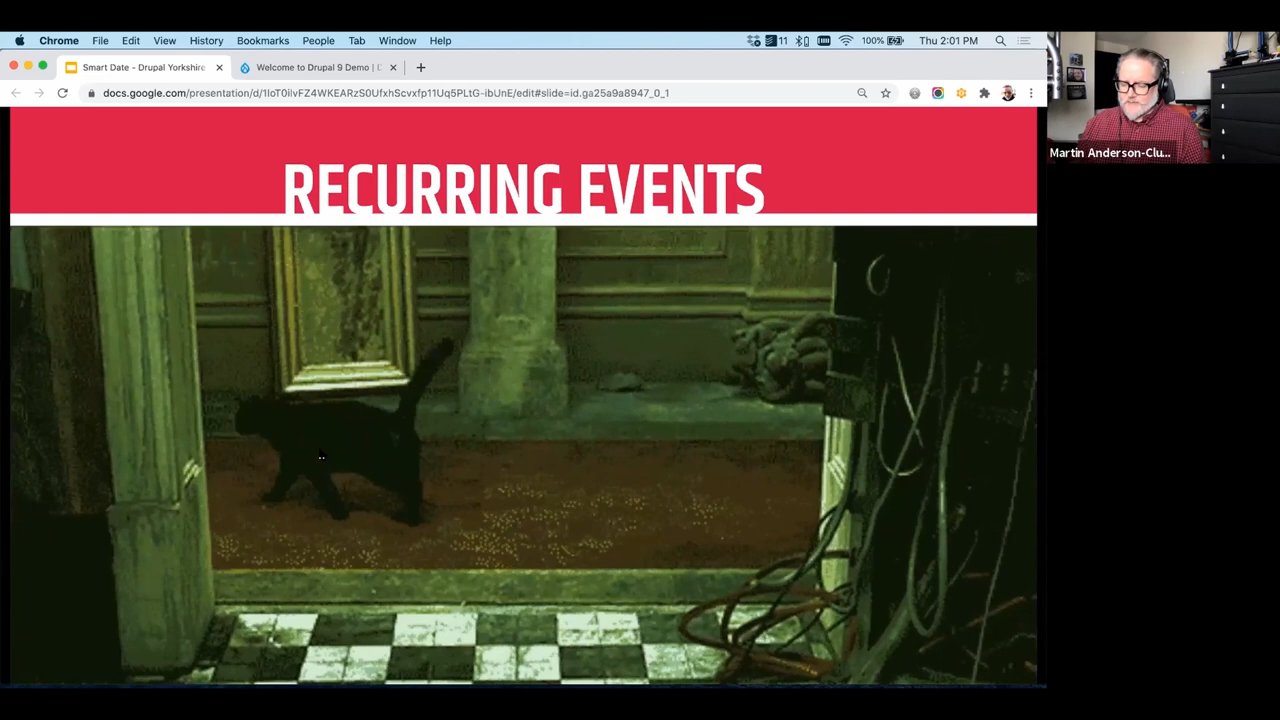 Chrome File Edit View History Bookmarks People Tab Window Help 11 100% Thu 2:01 PM
Smart Date - Drupal Yorkshire Welcome to Drupal 9 Demo | D
docs.google.com/presentation/d/1IoT0ilvFZ4WKEARzS0UfxhScvxfp11Uq5PLtG-ibUnE/edit#slide=id.ga25a9a8947_0_1
Martin Anderson-Clu...
RECURRING EVENTS